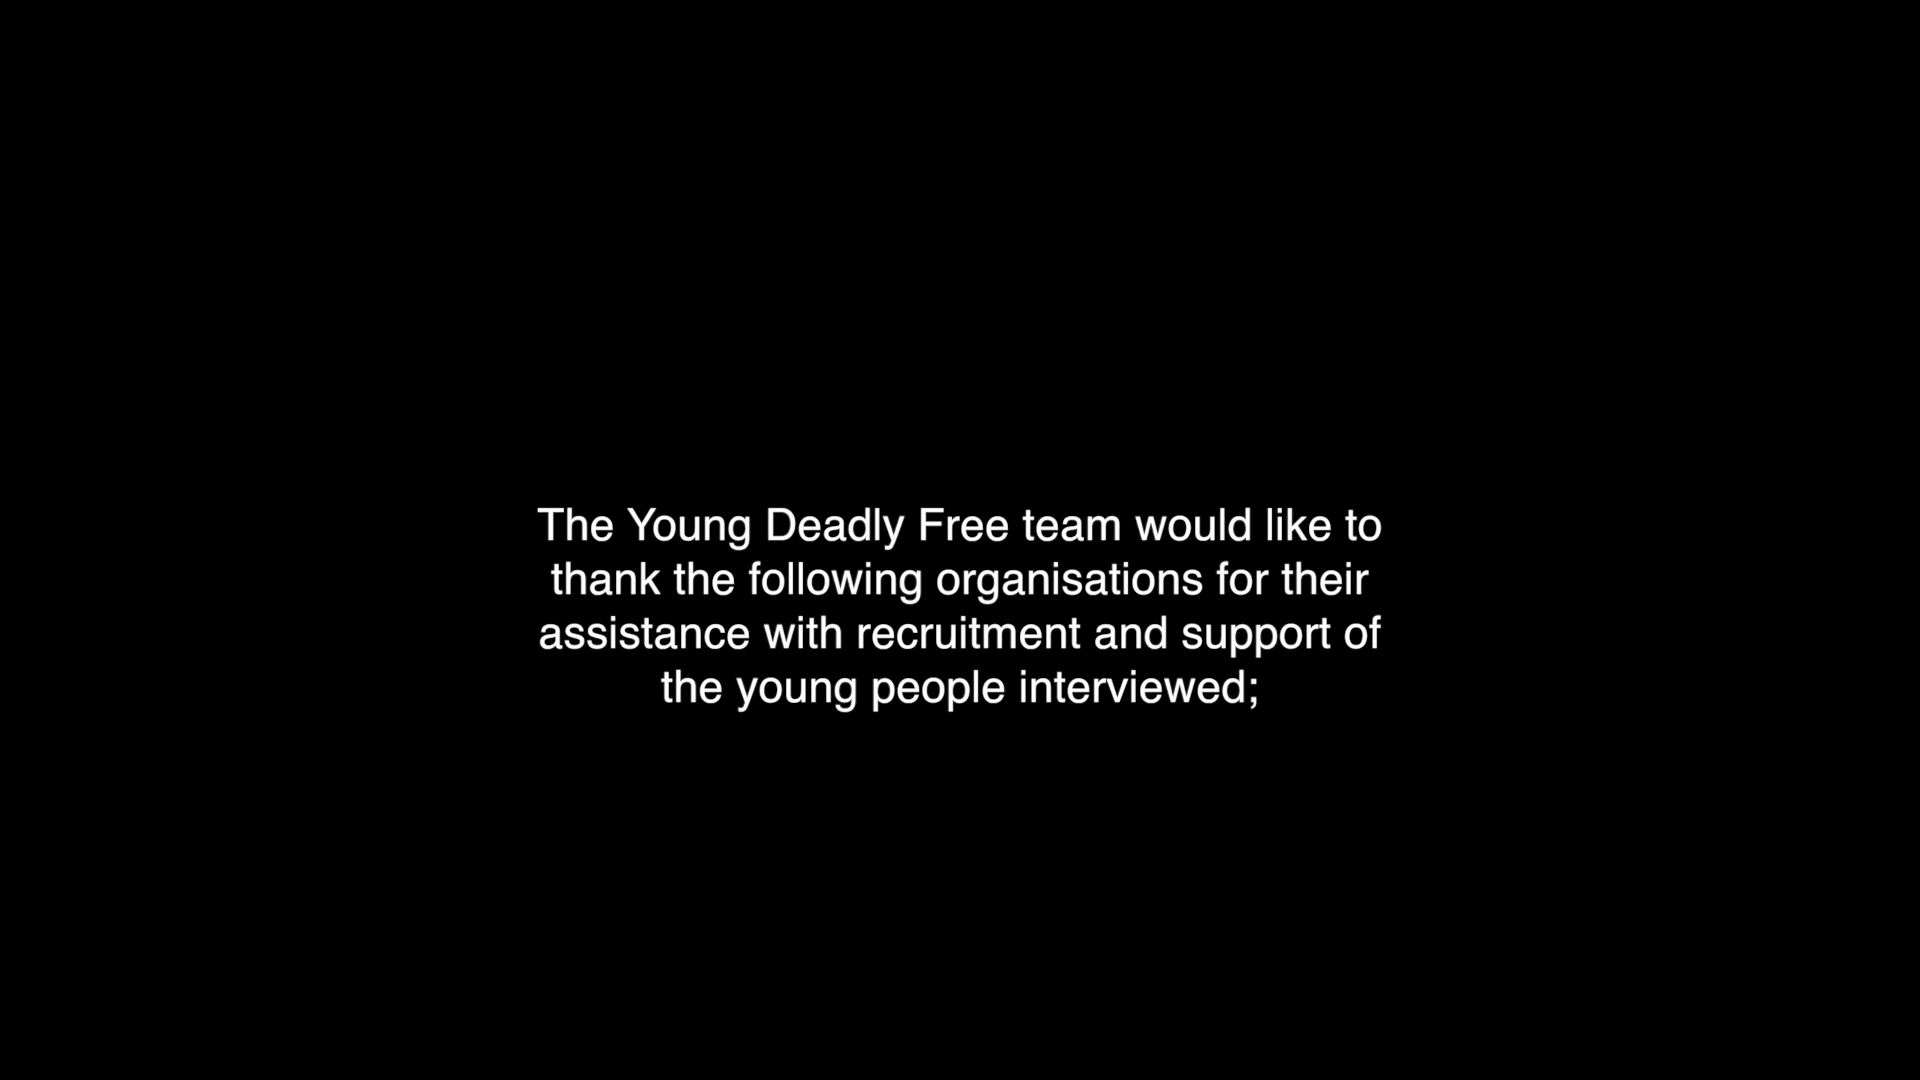 The Young Deadly Free team would like to
thank the following organisations for their
assistance with recruitment and support of
the young people interviewed;